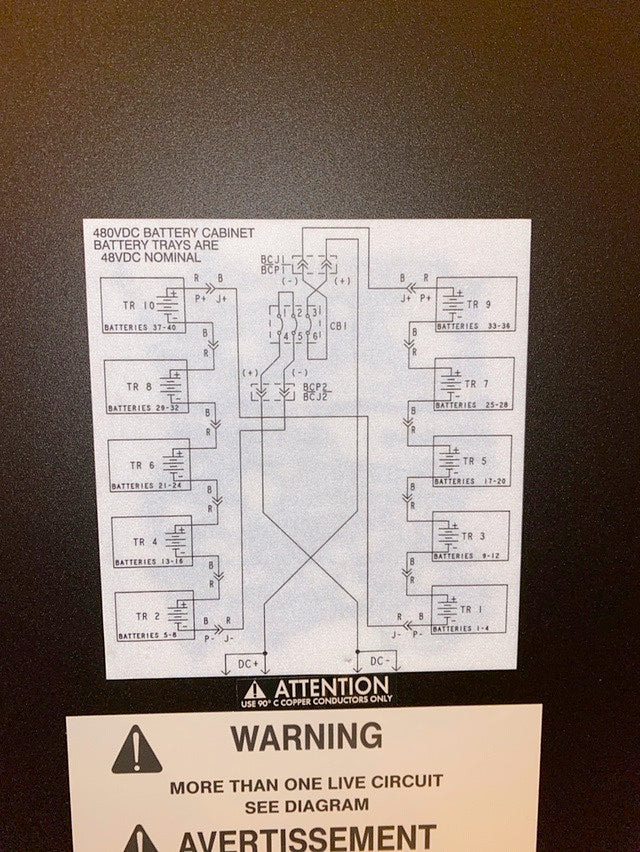 480VDC BATTERY CABINET
BATTERY TRAYS ARE
48VDC NOMINAL
BCJ1
BCP1
(-)
(+)
R B
P+ J+
TR 10
+
-
BATTERIES 37-40
B
R
1 2 3
4 5 6
CB1
B R
J+ P+
TR 9
+
-
BATTERIES 33-36
B
R
(+)
(-)
BCP2
BCJ2
TR 8
+
-
BATTERIES 29-32
B
R
TR 7
+
-
BATTERIES 25-28
B
R
TR 6
+
-
BATTERIES 21-24
B
R
TR 5
+
-
BATTERIES 17-20
B
R
TR 4
+
-
BATTERIES 13-16
B
R
TR 3
+
-
BATTERIES 9-12
B
R
TR 2
+
-
BATTERIES 5-8
B R
P- J-
TR 1
+
-
BATTERIES 1-4
R B
J- P-
DC+
DC-
ATTENTION
USE 90° C COPPER CONDUCTORS ONLY
WARNING
MORE THAN ONE LIVE CIRCUIT
SEE DIAGRAM
AVERTISSEMENT